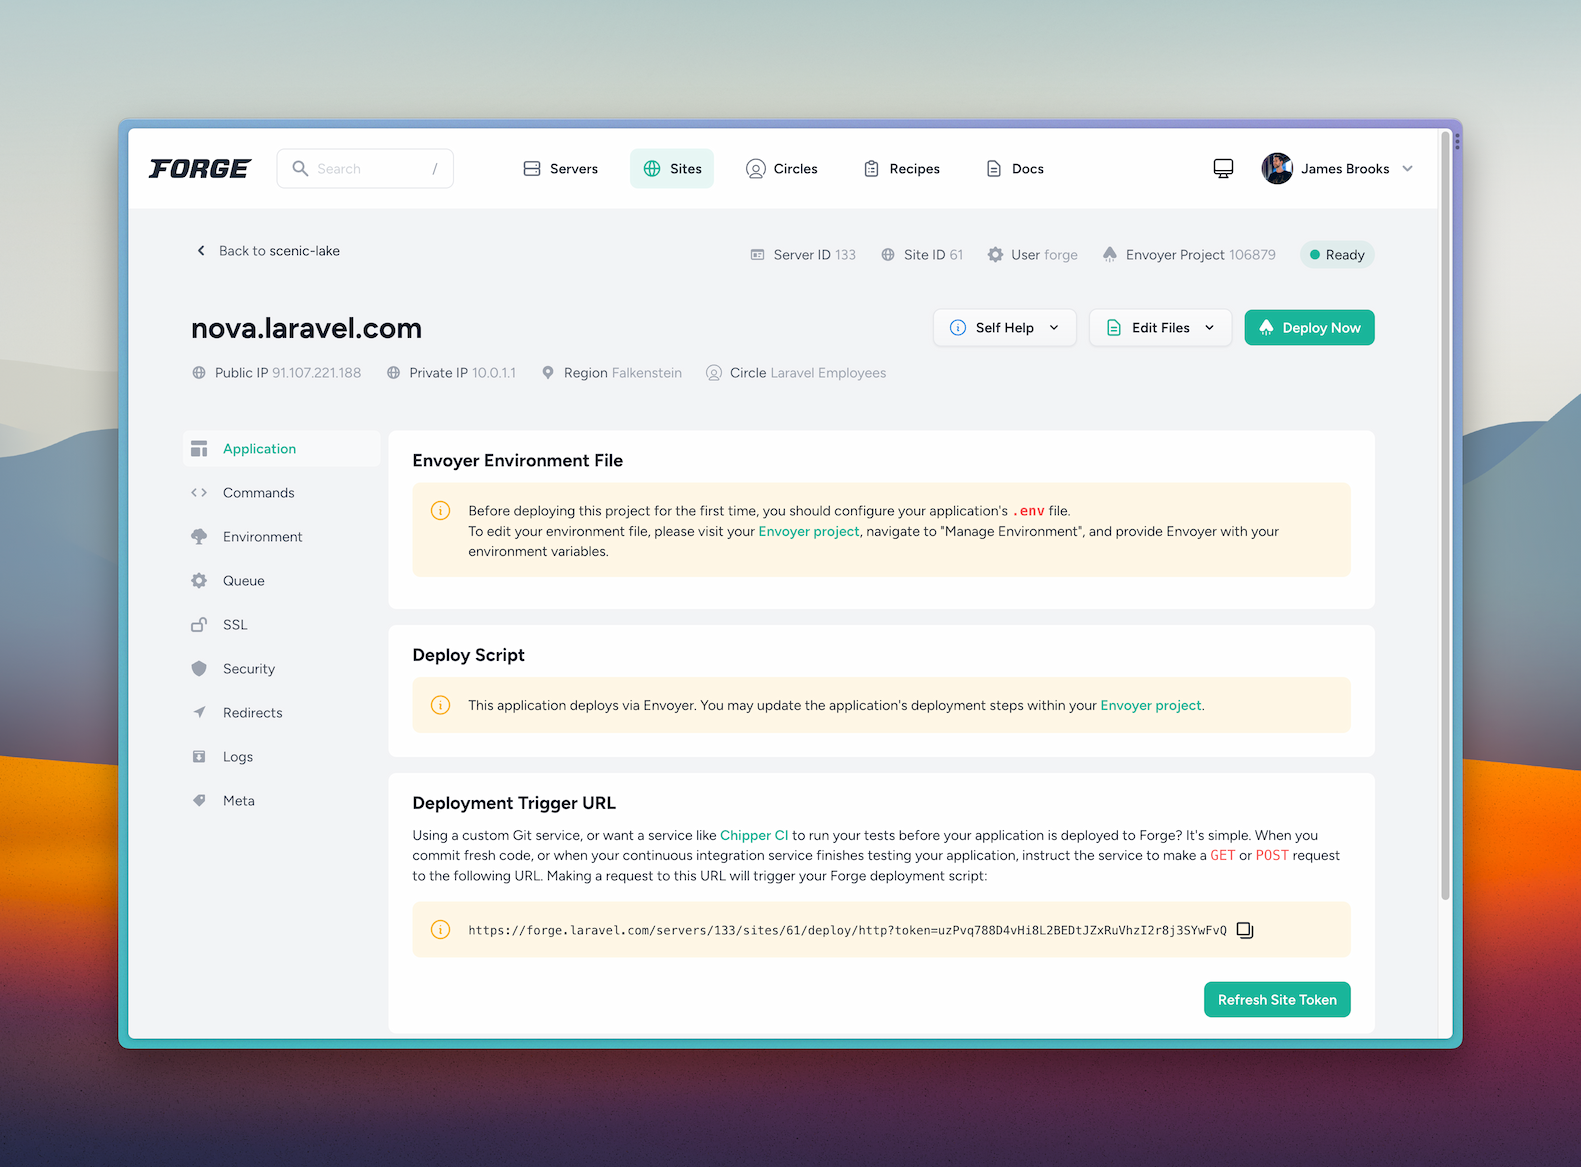 FORGE
Search /
Servers
Sites
Circles
Recipes
Docs
James Brooks
Back to scenic-lake
Server ID 133
Site ID 61
User forge
Envoyer Project 106879
Ready
nova.laravel.com
Self Help
Edit Files
Deploy Now
Public IP 91.107.221.188
Private IP 10.0.1.1
Region Falkenstein
Circle Laravel Employees
Application
Commands
Environment
Queue
SSL
Security
Redirects
Logs
Meta
Envoyer Environment File
Before deploying this project for the first time, you should configure your application's .env file.
To edit your environment file, please visit your Envoyer project, navigate to "Manage Environment", and provide Envoyer with your
environment variables.
Deploy Script
This application deploys via Envoyer. You may update the application's deployment steps within your Envoyer project.
Deployment Trigger URL
Using a custom Git service, or want a service like Chipper CI to run your tests before your application is deployed to Forge? It's simple. When you
commit fresh code, or when your continuous integration service finishes testing your application, instruct the service to make a GET or POST request
to the following URL. Making a request to this URL will trigger your Forge deployment script:
https://forge.laravel.com/servers/133/sites/61/deploy/http?token=uzPvq788D4vHi8L2BEDtJZxRuVhzI2r8j3SYwFvQ
Refresh Site Token